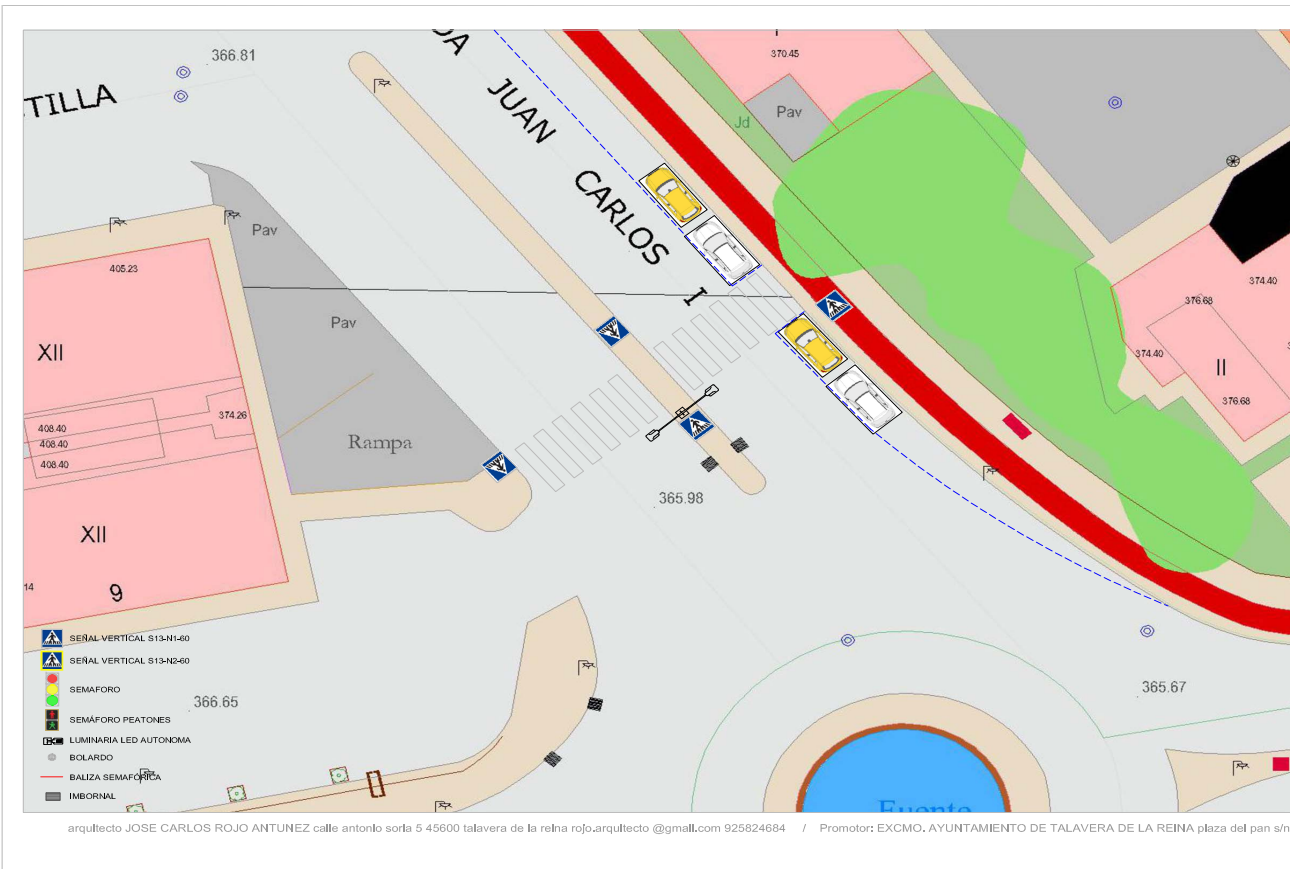 366.81
370.45
TILLA
DA JUAN CARLOS I
Jd
Pav
Pav
405.23
Pav
374.40
376.68
374.40
II
376.68
XII
374.26
408.40
408.40
408.40
Rampa
365.98
XII
9
14
SEÑAL VERTICAL S13-N1-60
SEÑAL VERTICAL S13-N2-60
SEMAFORO
SEMÁFORO PEATONES
LUMINARIA LED AUTONOMA
BOLARDO
BALIZA SEMAFÓRICA
IMBORNAL
366.65
365.67
Fuente
arquitecto JOSE CARLOS ROJO ANTUNEZ calle antonio soria 5 45600 talavera de la reina rojo.arquitecto @gmail.com 925824684 / Promotor: EXCMO. AYUNTAMIENTO DE TALAVERA DE LA REINA plaza del pan s/n